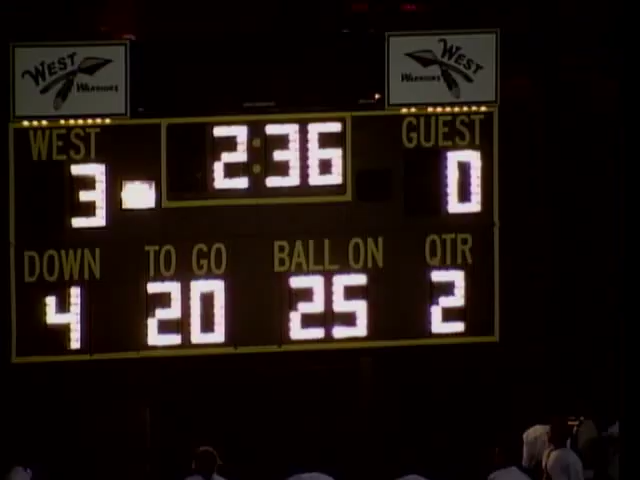 WEST WARRIORS
WEST WARRIORS
WEST 2:36 GUEST
3 0
DOWN TO GO BALL ON QTR
4 20 25 2